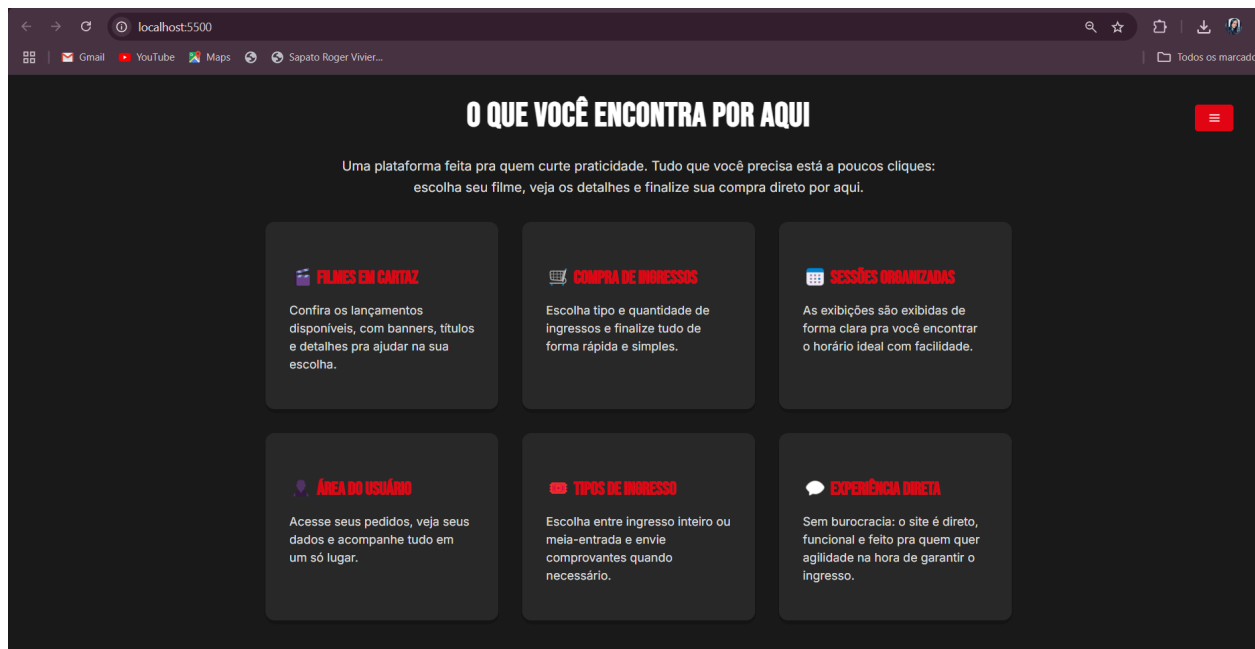 localhost:5500
Gmail
YouTube
Maps
Sapato Roger Vivier...
Todos os marcado
O QUE VOCÊ ENCONTRA POR AQUI
Uma plataforma feita pra quem curte praticidade. Tudo que você precisa está a poucos cliques:
escolha seu filme, veja os detalhes e finalize sua compra direto por aqui.
FILMES EM CARTAZ
Confira os lançamentos
disponíveis, com banners, títulos
e detalhes pra ajudar na sua
escolha.
COMPRA DE INGRESSOS
Escolha tipo e quantidade de
ingressos e finalize tudo de
forma rápida e simples.
SESSÕES ORGANIZADAS
As exibições são exibidas de
forma clara pra você encontrar
o horário ideal com facilidade.
ÁREA DO USUÁRIO
Acesse seus pedidos, veja seus
dados e acompanhe tudo em
um só lugar.
TIPOS DE INGRESSO
Escolha entre ingresso inteiro ou
meia-entrada e envie
comprovantes quando
necessário.
EXPERIÊNCIA DIRETA
Sem burocracia: o site é direto,
funcional e feito pra quem quer
agilidade na hora de garantir o
ingresso.